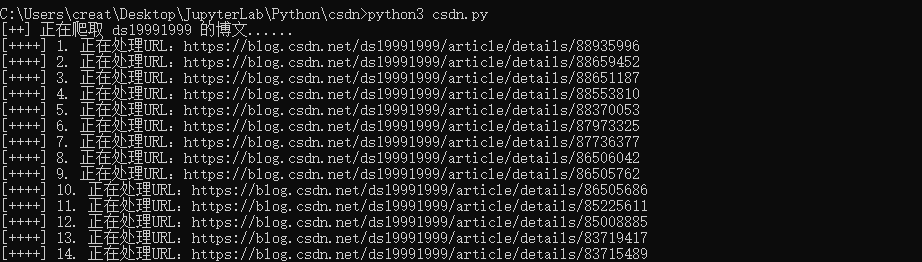 C:\Users\creat\Desktop\JupyterLab\Python\csdn>python3 csdn.py
[++] 正在爬取 ds19991999 的博文......
[++++] 1. 正在处理URL：https://blog.csdn.net/ds19991999/article/details/88935996
[++++] 2. 正在处理URL：https://blog.csdn.net/ds19991999/article/details/88659452
[++++] 3. 正在处理URL：https://blog.csdn.net/ds19991999/article/details/88651187
[++++] 4. 正在处理URL：https://blog.csdn.net/ds19991999/article/details/88553810
[++++] 5. 正在处理URL：https://blog.csdn.net/ds19991999/article/details/88370053
[++++] 6. 正在处理URL：https://blog.csdn.net/ds19991999/article/details/87973325
[++++] 7. 正在处理URL：https://blog.csdn.net/ds19991999/article/details/87736377
[++++] 8. 正在处理URL：https://blog.csdn.net/ds19991999/article/details/86506042
[++++] 9. 正在处理URL：https://blog.csdn.net/ds19991999/article/details/86505762
[++++] 10. 正在处理URL：https://blog.csdn.net/ds19991999/article/details/86505686
[++++] 11. 正在处理URL：https://blog.csdn.net/ds19991999/article/details/85225611
[++++] 12. 正在处理URL：https://blog.csdn.net/ds19991999/article/details/85008885
[++++] 13. 正在处理URL：https://blog.csdn.net/ds19991999/article/details/83719417
[++++] 14. 正在处理URL：https://blog.csdn.net/ds19991999/article/details/83715489